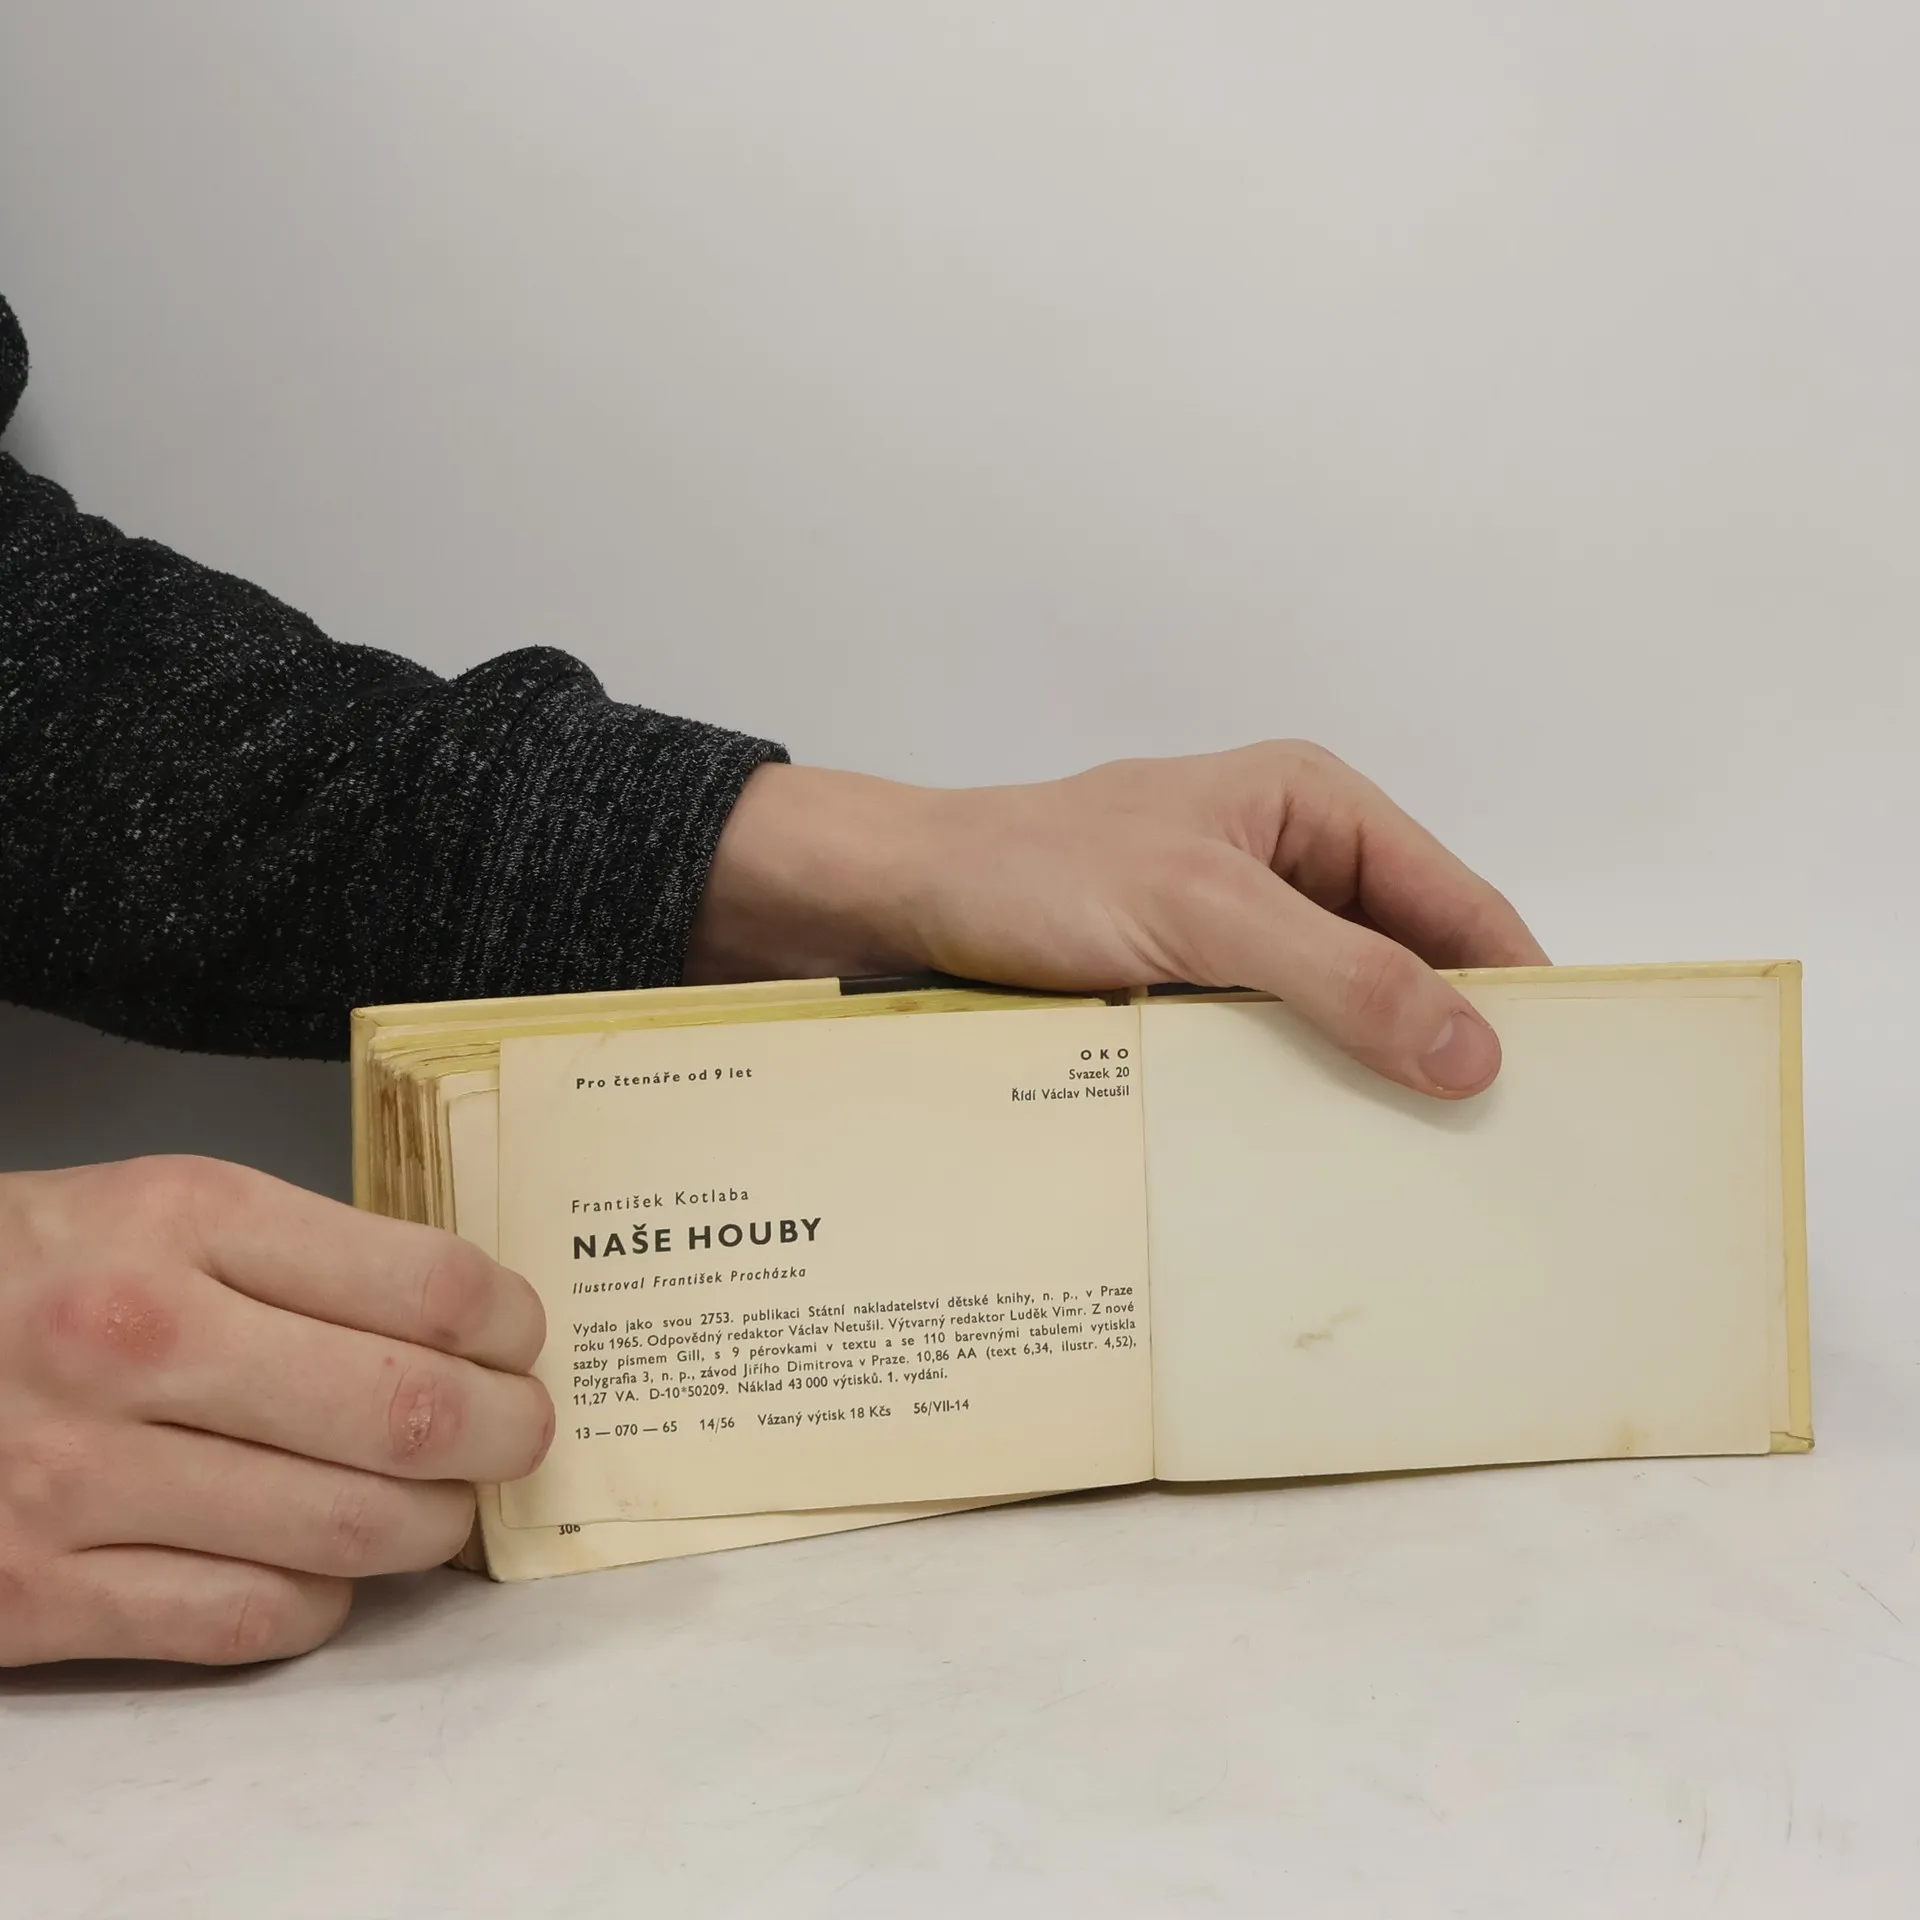 Pro čtenáře od 9 let
OKO
Svazek 20
Řídí Václav Netušil
František Kotlaba
NAŠE HOUBY
Ilustroval František Procházka
Vydalo jako svou 2753. publikaci Státní nakladatelství dětské knihy, n. p., v Praze
roku 1965. Odpovědný redaktor Václav Netušil. Výtvarný redaktor Luděk Vimr. Z nové
sazby písmem Gill, s 9 pérovkami v textu a se 110 barevnými tabulemi vytiskla
Polygrafia 3, n. p., závod Jiřího Dimitrova v Praze. 10,86 AA (text 6,34, ilustr. 4,52),
11,27 VA. D-10*50209. Náklad 43 000 výtisků. 1. vydání.
13 — 070 — 65 14/56 Vázaný výtisk 18 Kčs 56/VII-14
306